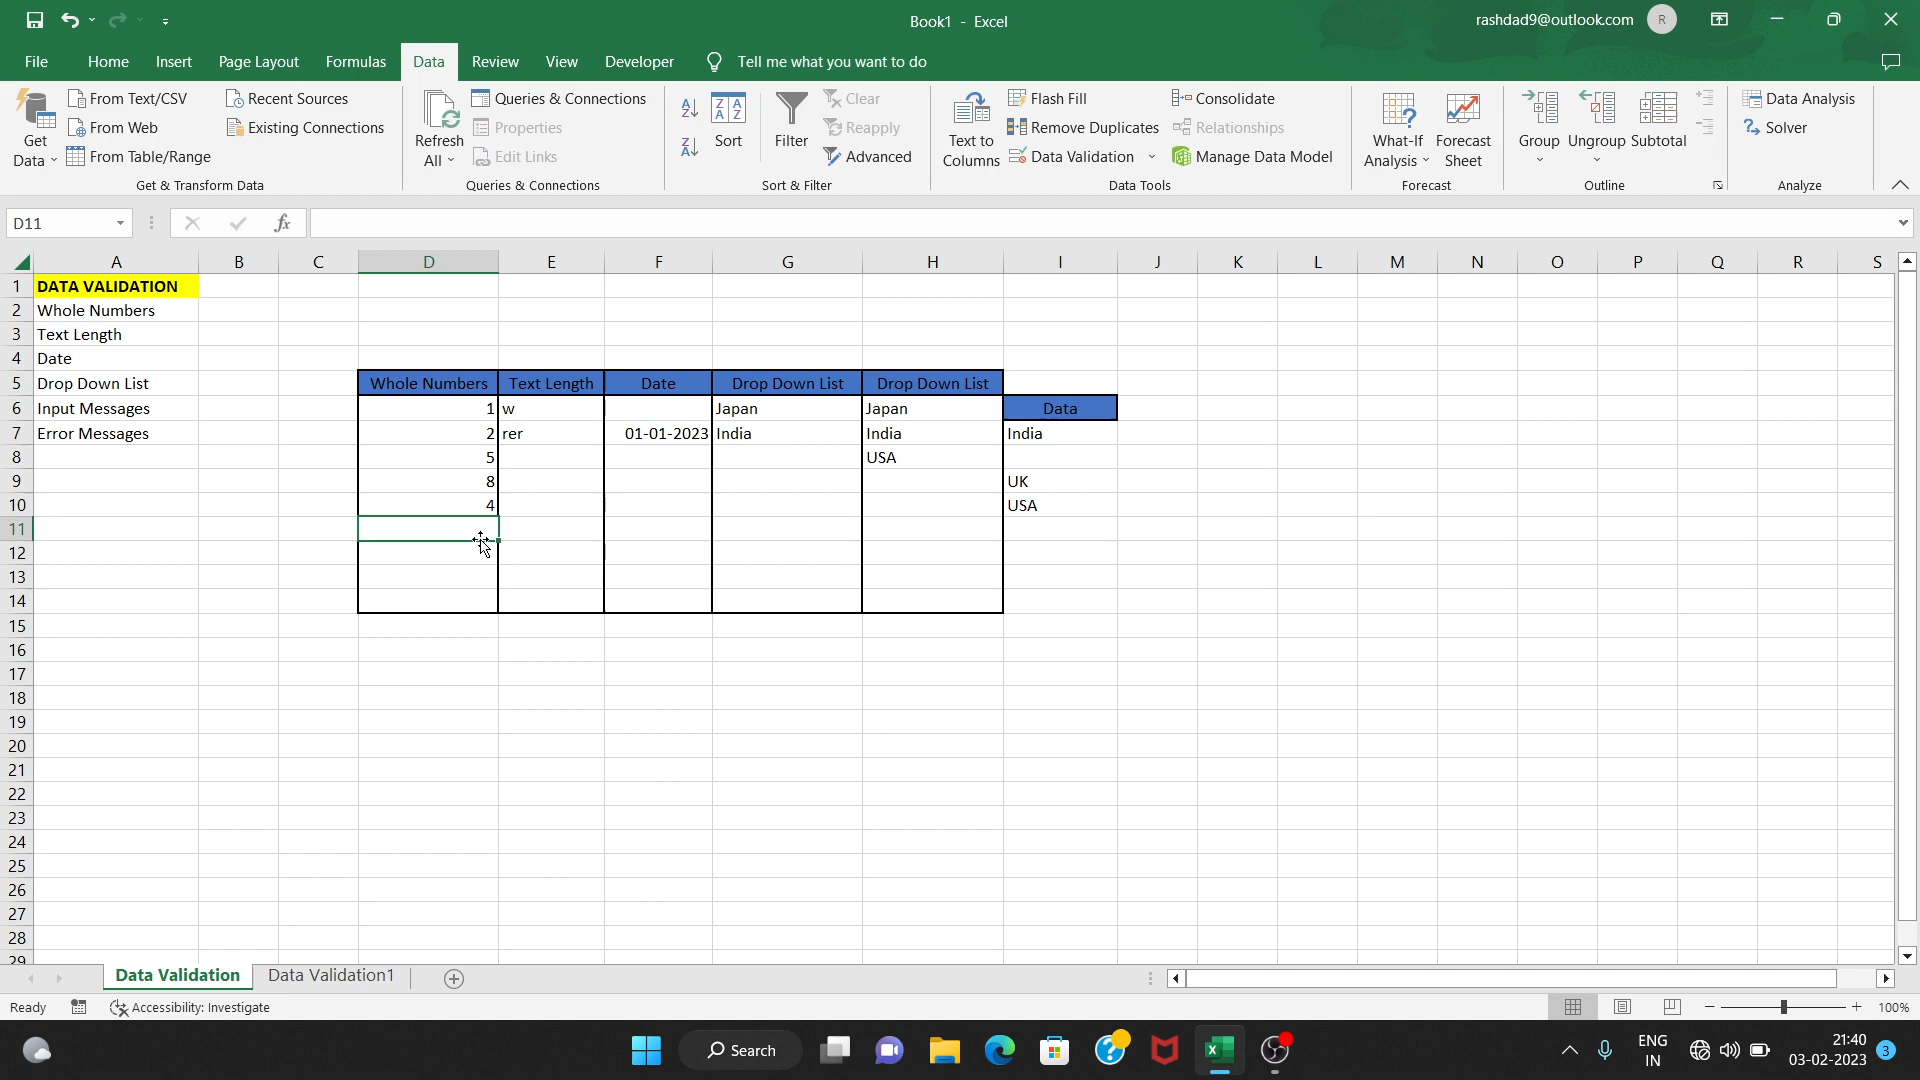 Book1 - Excel
rashdad9@outlook.com
R
File Home Insert Page Layout Formulas Data Review View Developer Tell me what you want to do
Get Data
From Text/CSV
From Web
From Table/Range
Recent Sources
Existing Connections
Get & Transform Data
Refresh All
Queries & Connections
Properties
Edit Links
Queries & Connections
Sort
Filter
Clear
Reapply
Advanced
Sort & Filter
Text to Columns
Flash Fill
Remove Duplicates
Data Validation
Consolidate
Relationships
Manage Data Model
Data Tools
What-If Analysis
Forecast Sheet
Forecast
Group
Ungroup
Subtotal
Outline
Data Analysis
Solver
Analyze
D11
fx
A B C D E F G H I J K L M N O P Q R S
1 DATA VALIDATION
2 Whole Numbers
3 Text Length
4 Date
5 Drop Down List Whole Numbers Text Length Date Drop Down List Drop Down List
6 Input Messages 1 w Japan Japan Data
7 Error Messages 2 rer 01-01-2023 India India India
8 5 USA
9 8 UK
10 4 USA
11
12
13
14
15
16
17
18
19
20
21
22
23
24
25
26
27
28
29
Data Validation Data Validation1
Ready Accessibility: Investigate 100%
Search
ENG
IN
21:40
03-02-2023
3